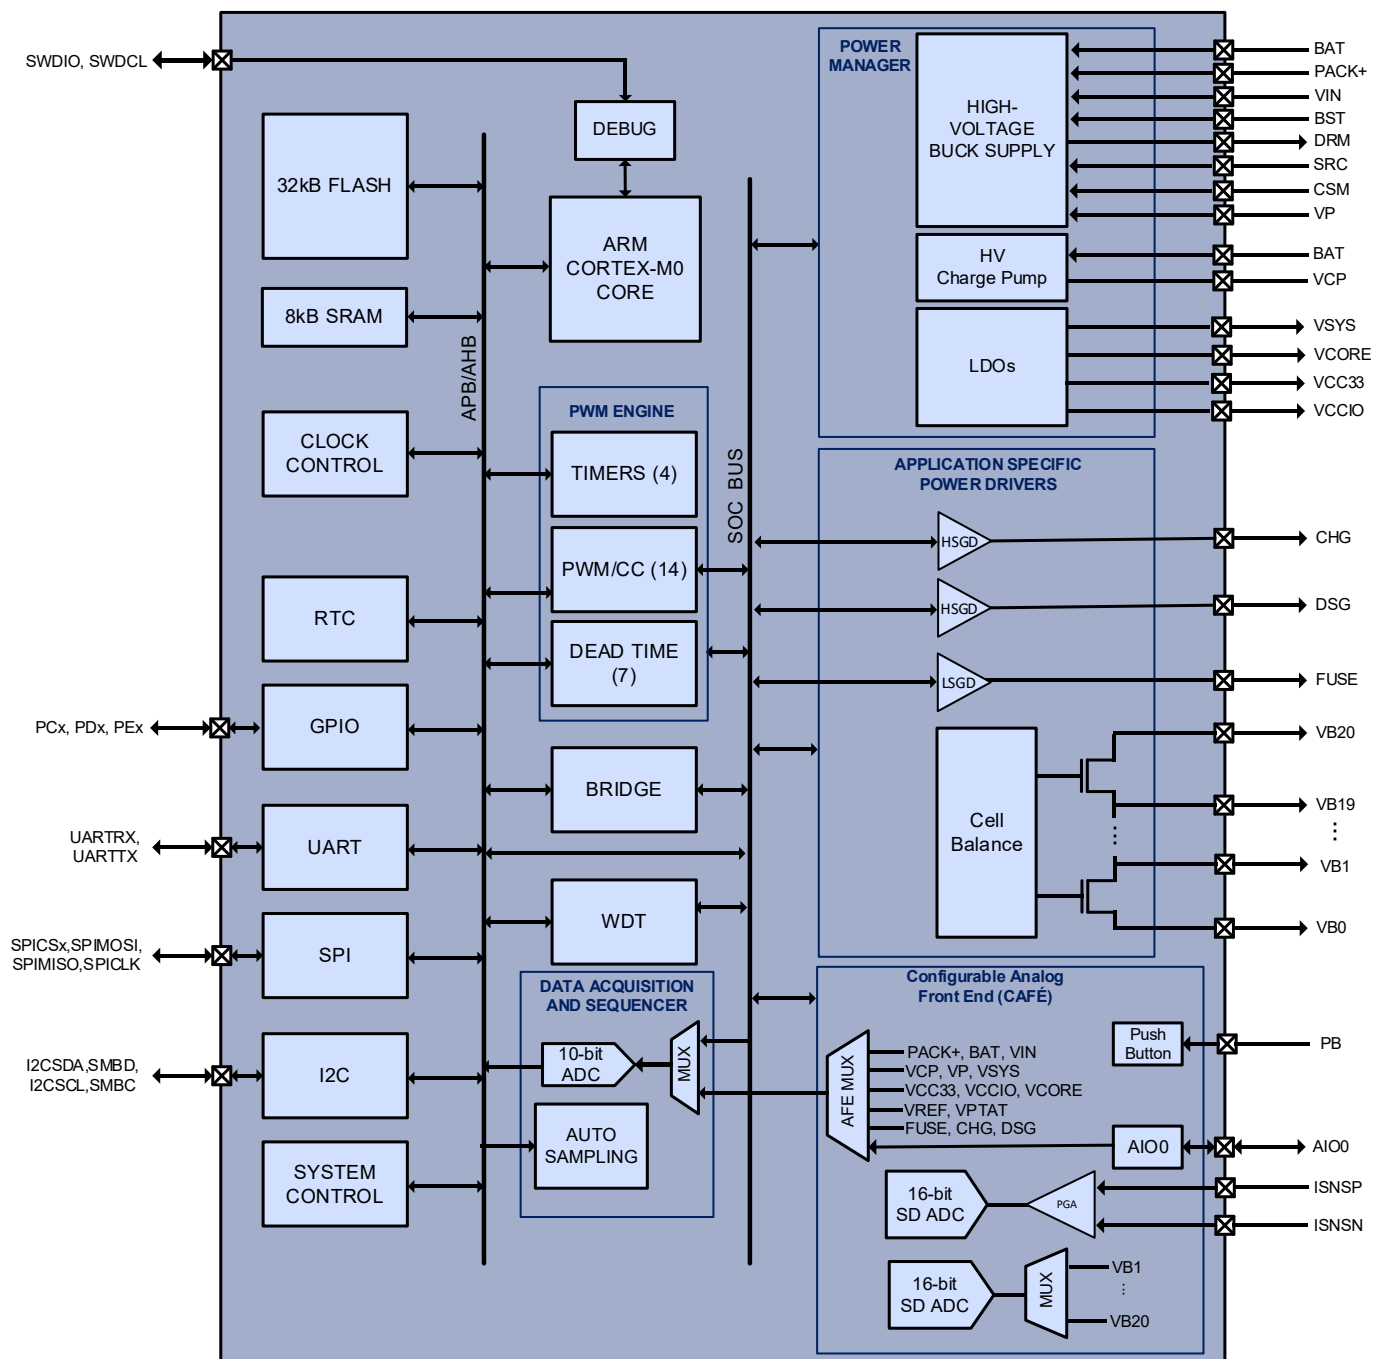 SWDIO, SWDCL
DEBUG
32kB FLASH
ARM
CORTEX-M0
CORE
8kB SRAM
APB/AHB
CLOCK
CONTROL
PWM ENGINE
TIMERS (4)
PWM/CC (14)
DEAD TIME
(7)
SOC BUS
RTC
PCx, PDx, PEx
GPIO
BRIDGE
UARTRX,
UARTTX
UART
WDT
SPICSx,SPIMOSI,
SPIMISO,SPICLK
SPI
DATA ACQUISITION
AND SEQUENCER
10-bit
ADC
MUX
AUTO
SAMPLING
I2CSDA,SMBD,
I2CSCL,SMBC
I2C
SYSTEM
CONTROL
POWER
MANAGER
HIGH-
VOLTAGE
BUCK SUPPLY
BAT
PACK+
VIN
BST
DRM
SRC
CSM
VP
HV
Charge Pump
BAT
VCP
LDOs
VSYS
VCORE
VCC33
VCCIO
APPLICATION SPECIFIC
POWER DRIVERS
HSGD
CHG
HSGD
DSG
LSGD
FUSE
Cell
Balance
VB20
VB19
⋮
VB1
VB0
Configurable Analog
Front End (CAFÉ)
AFE MUX
PACK+, BAT, VIN
VCP, VP, VSYS
VCC33, VCCIO, VCORE
VREF, VPTAT
FUSE, CHG, DSG
Push
Button
PB
AIO0
AIO0
16-bit
SD ADC
PGA
ISNSP
ISNSN
16-bit
SD ADC
MUX
VB1
⋮
VB20